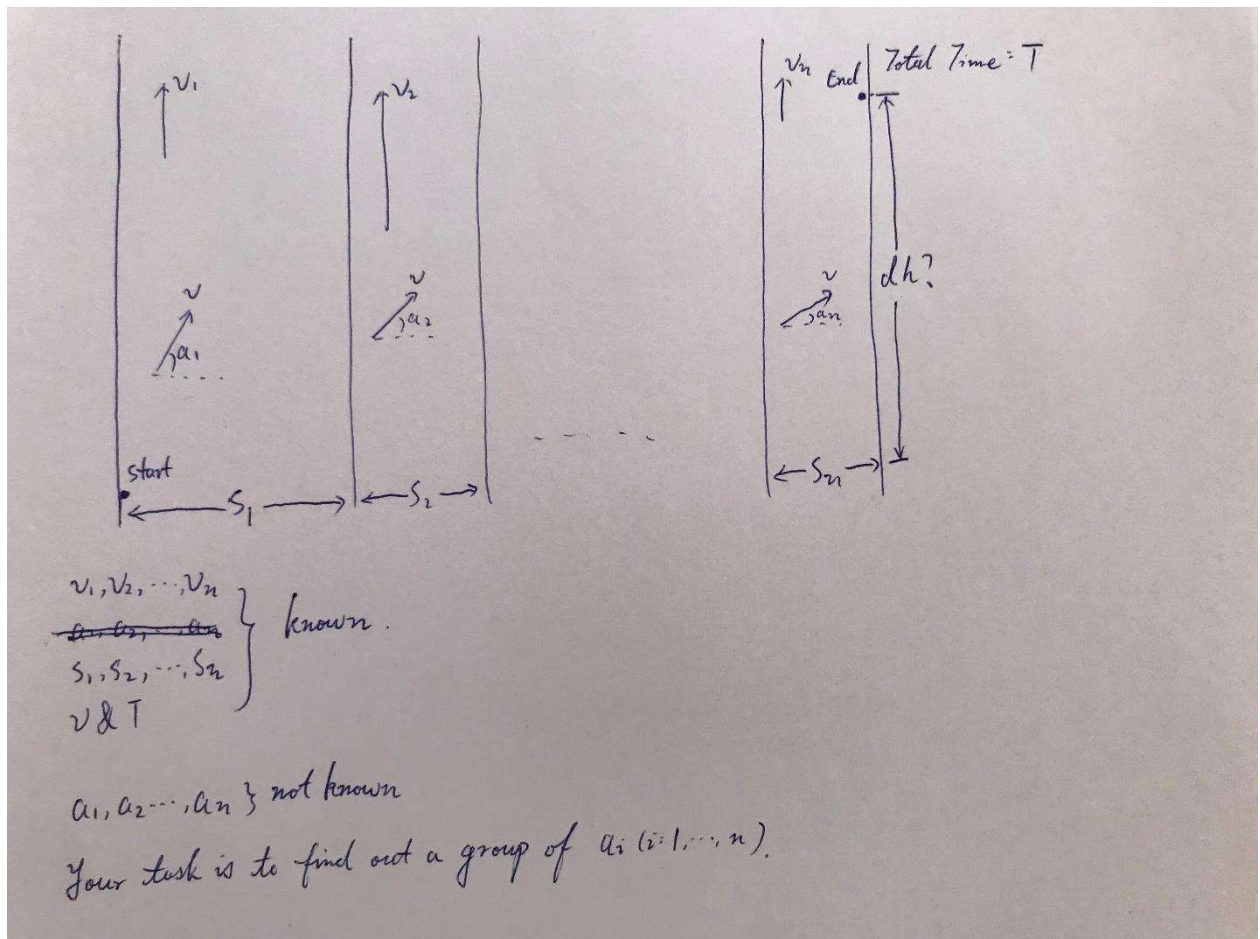 v₁
v₂
vₙ
End
Total Time = T
v
a₁
v
a₂
v
aₙ
dh?
start
S₁
S₂
Sₙ
v₁, v₂, ..., vₙ
a₁, a₂, ..., aₙ
s₁, s₂, ..., sₙ
v & T
} known.
a₁, a₂ ..., aₙ } not known
Your task is to find out a group of aᵢ (i=1, ..., n).